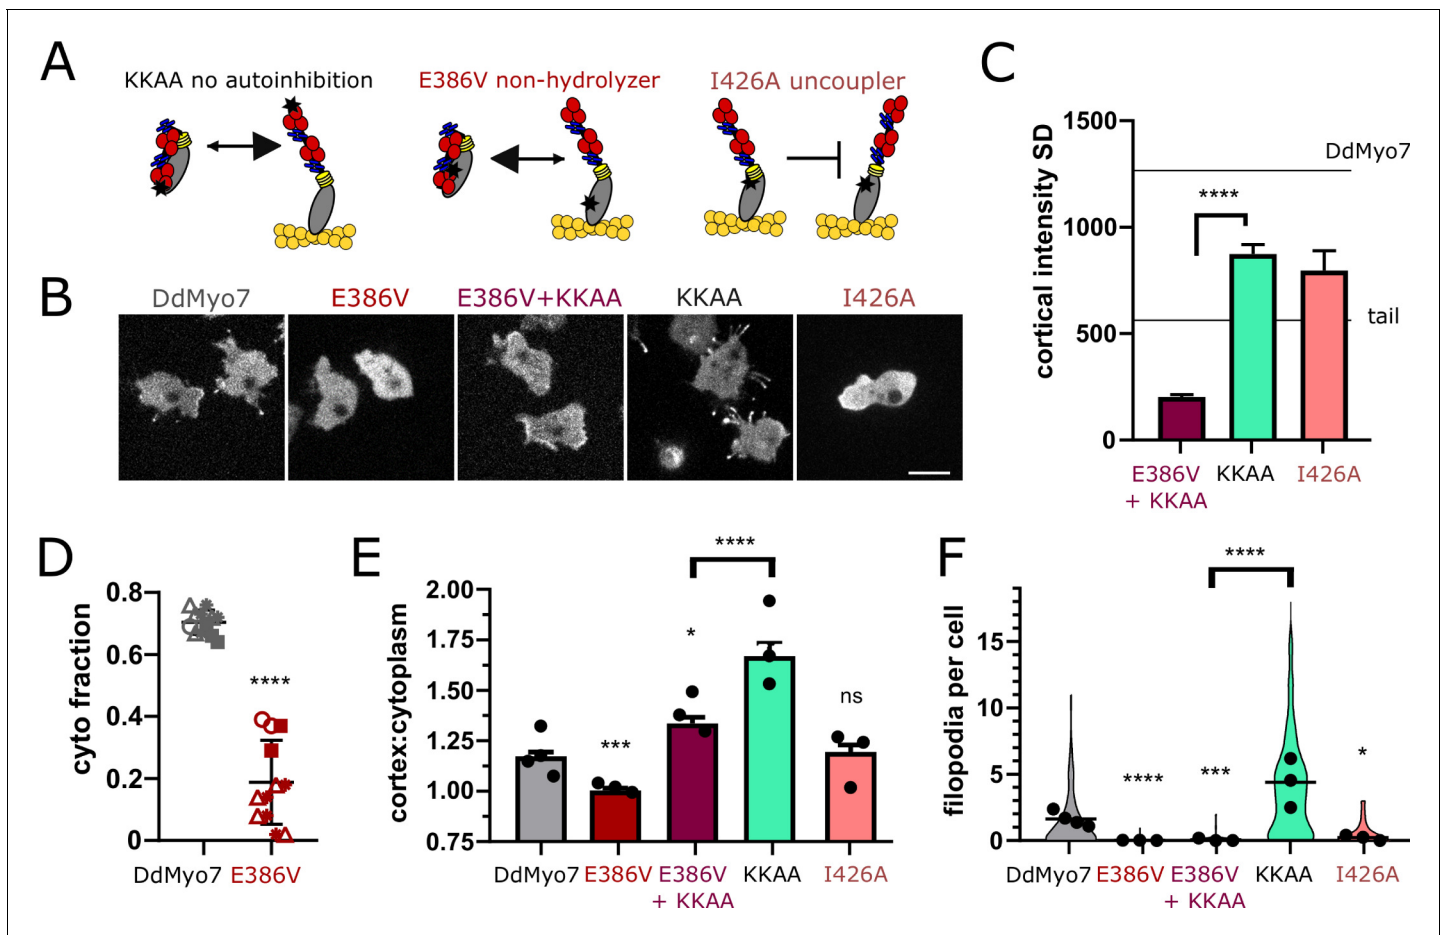 A
KKAA no autoinhibition
E386V non-hydrolyzer
I426A uncoupler
B
DdMyo7
E386V
E386V+KKAA
KKAA
I426A
C
cortical intensity SD
1500
1000
500
0
DdMyo7
tail
****
E386V
+ KKAA
KKAA
I426A
D
cyto fraction
0.8
0.6
0.4
0.2
0
****
DdMyo7
E386V
E
cortex:cytoplasm
2.00
1.75
1.50
1.25
1.00
0.75
****
*
***
ns
DdMyo7
E386V
E386V
+ KKAA
KKAA
I426A
F
filopodia per cell
15
10
5
0
****
****
***
*
DdMyo7
E386V
E386V
+ KKAA
KKAA
I426A